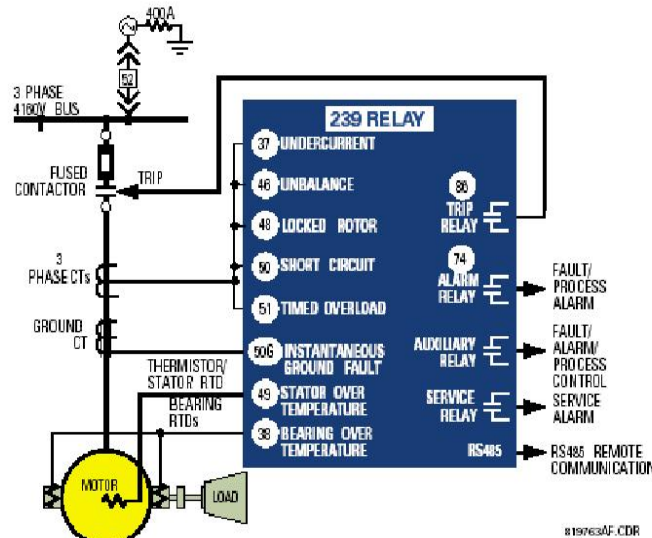 400A
52
3 PHASE
4160V BUS
FUSED
CONTACTOR
TRIP
3
PHASE CTs
GROUND
CT
THERMISTOR/
STATOR RTD
BEARING
RTDs
MOTOR
LOAD
239 RELAY
37 UNDERCURRENT
46 UNBALANCE
48 LOCKED ROTOR
50 SHORT CIRCUIT
51 TIMED OVERLOAD
50G INSTANTANEOUS
GROUND FAULT
49 STATOR OVER
TEMPERATURE
38 BEARING OVER
TEMPERATURE
86
TRIP
RELAY
74
ALARM
RELAY
AUXILIARY
RELAY
SERVICE
RELAY
RS485
FAULT/
PROCESS
ALARM
FAULT/
ALARM/
PROCESS
CONTROL
SERVICE
ALARM
RS485 REMOTE
COMMUNICATION
819763AF.CDR